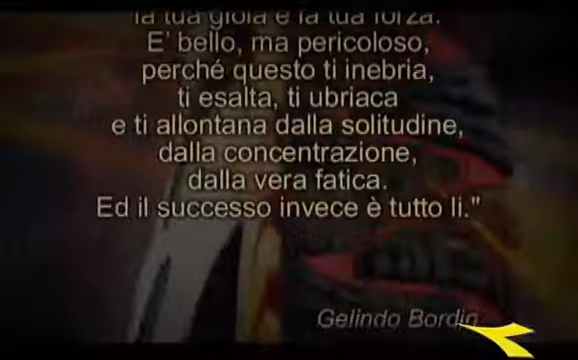 la tua gioia e la tua forza.
E' bello, ma pericoloso,
perché questo ti inebria,
ti esalta, ti ubriaca
e ti allontana dalla solitudine,
dalla concentrazione,
dalla vera fatica.
Ed il successo invece è tutto lì."
Gelindo Bordin